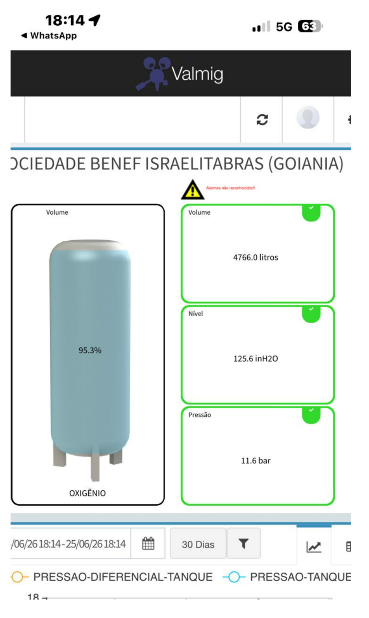 18:14
5G 63
WhatsApp
Valmig
OCIEDADE BENEF ISRAELITABRAS (GOIANIA)
Alarmes não reconhecidos!!
Volume
95.3%
OXIGÊNIO
Volume
4766.0 litros
Nível
125.6 inH2O
Pressão
11.6 bar
/06/26 18:14 - 25/06/26 18:14
30 Dias
PRESSAO-DIFERENCIAL-TANQUE
PRESSAO-TANQUE
18